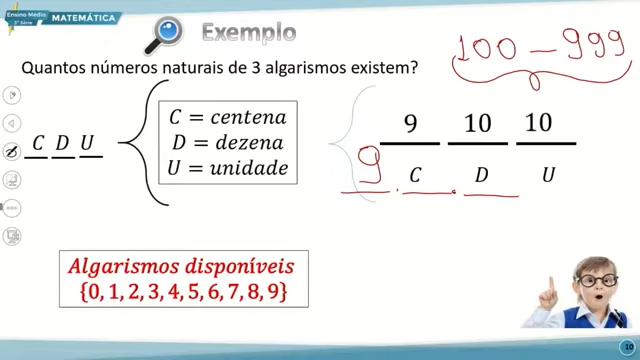 Ensino Médio
3ª Série
MATEMÁTICA
Exemplo
100 - 999
Quantos números naturais de 3 algarismos existem?
C D U
C = centena
D = dezena
U = unidade
9 10 10
9
C D U
Algarismos disponíveis
{0, 1, 2, 3, 4, 5, 6, 7, 8, 9}
10